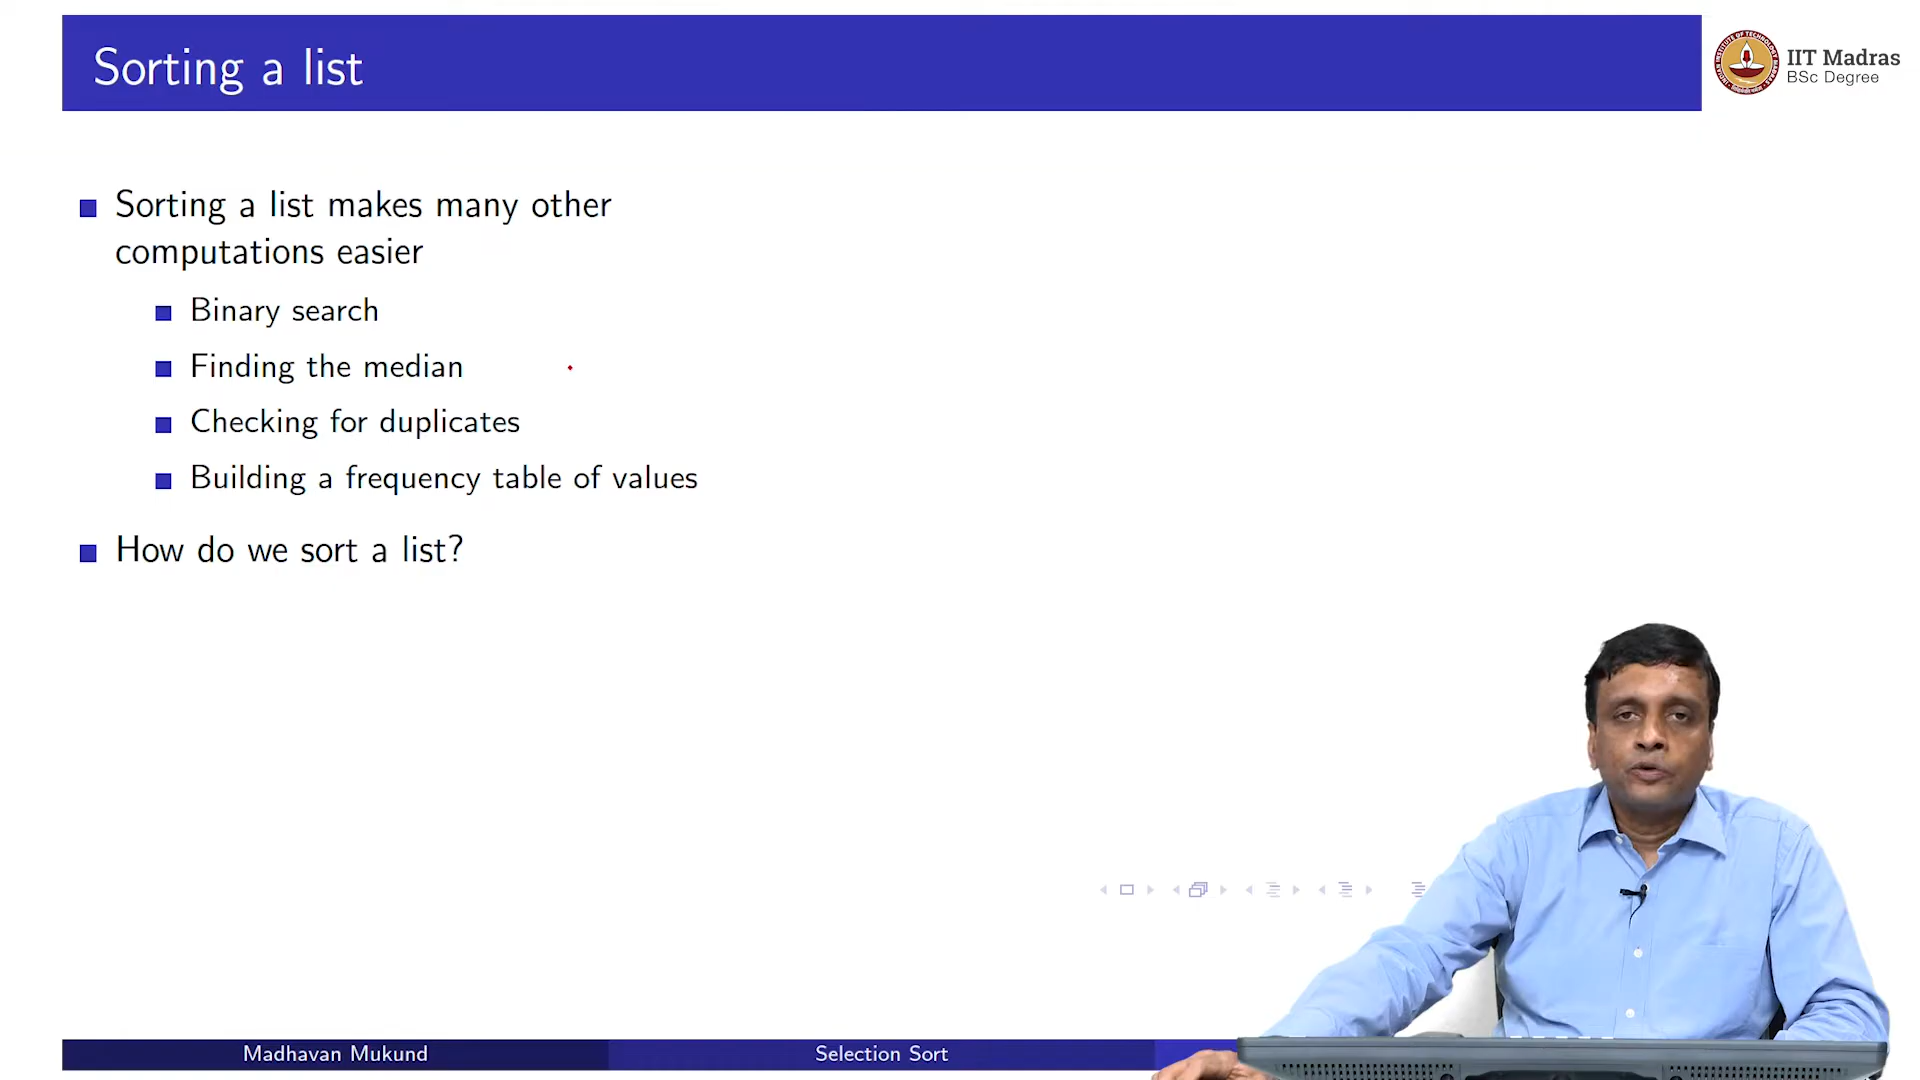 Sorting a list
IIT Madras
BSc Degree
Sorting a list makes many other
computations easier
Binary search
Finding the median
Checking for duplicates
Building a frequency table of values
How do we sort a list?
Madhavan Mukund
Selection Sort